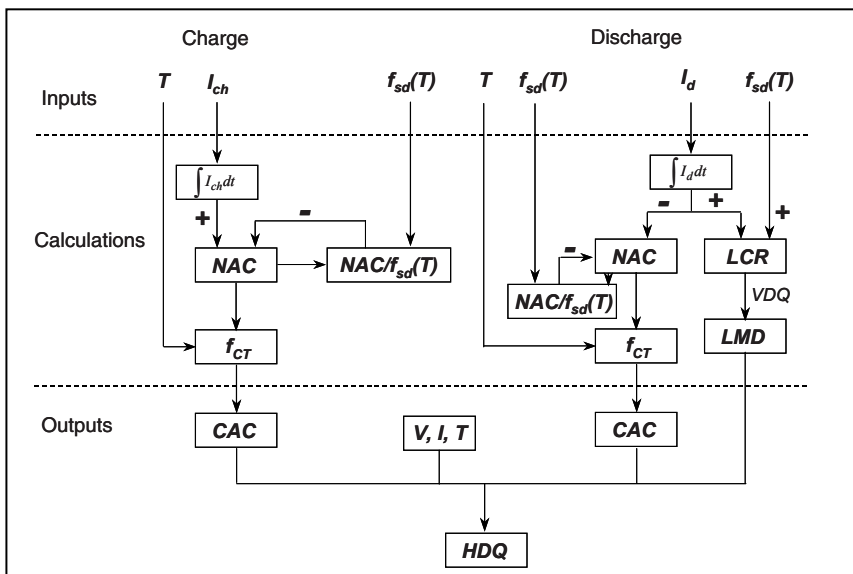 Charge Discharge
T I_ch f_sd(T) T f_sd(T) I_d f_sd(T)
Inputs
∫ I_ch dt ∫ I_d dt
+ - - + +
Calculations
NAC NAC/f_sd(T) - NAC LCR
NAC/f_sd(T) VDQ
f_CT f_CT LMD
Outputs
CAC V, I, T CAC
HDQ